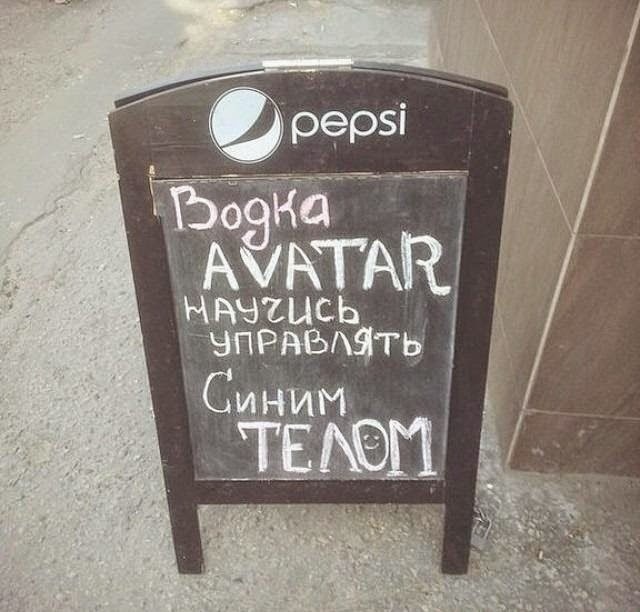 pepsi
Водка
AVATAR
научись
управлять
Синим
ТЕЛОМ